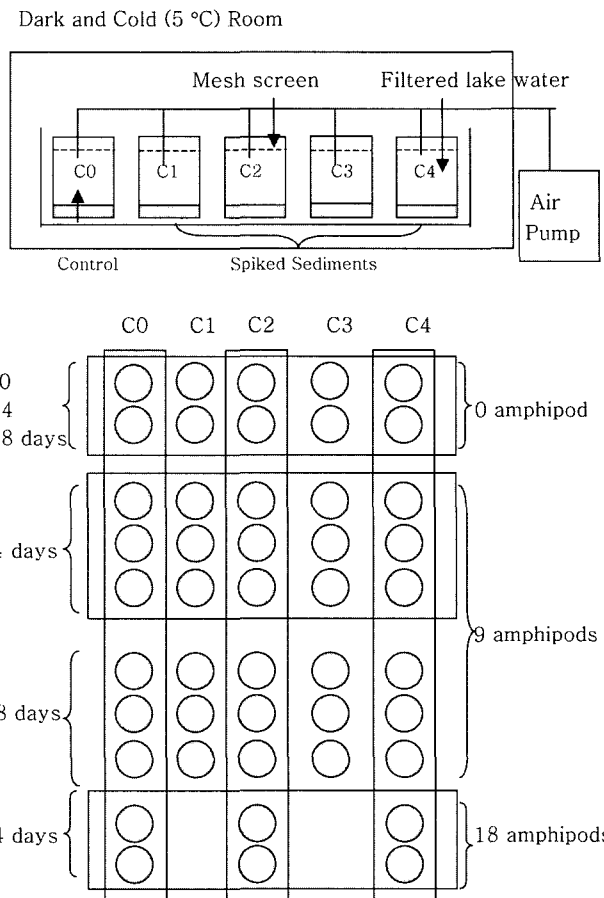 Dark and Cold (5 °C) Room
Mesh screen Filtered lake water
C0 C1 C2 C3 C4
Air
Pump
Control Spiked Sediments
C0 C1 C2 C3 C4
0
4
8 days
0 amphipod
4 days
9 amphipods
8 days
4 days
18 amphipods